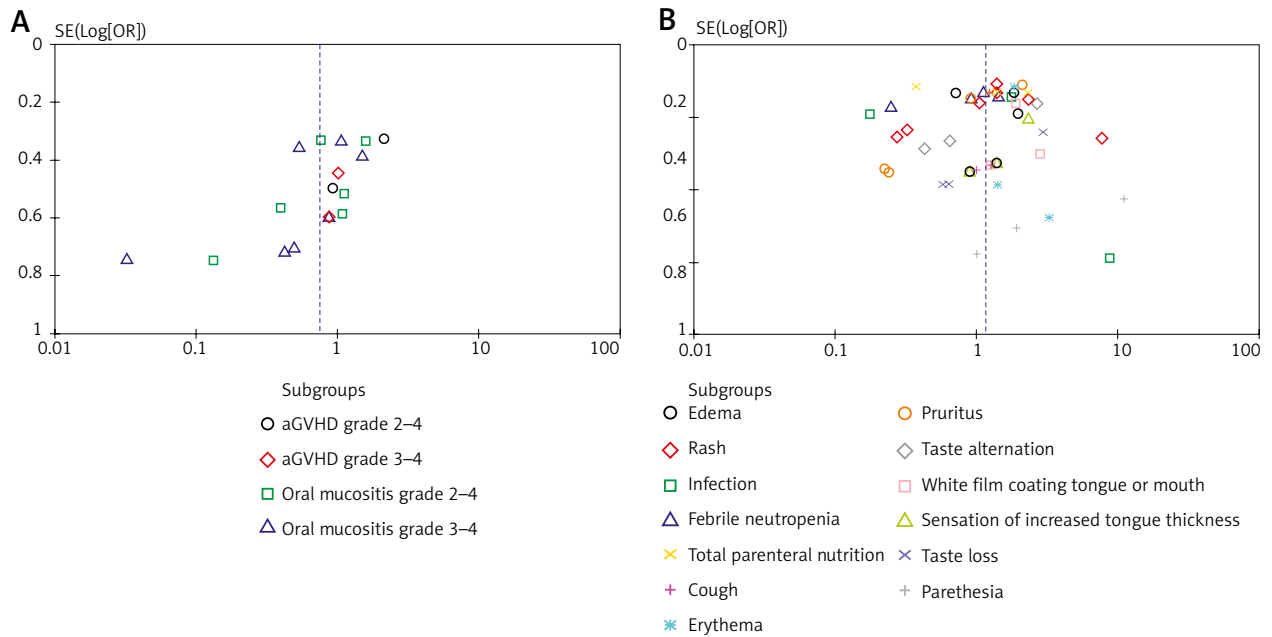 A
SE(Log[OR])
0
0.2
0.4
0.6
0.8
1
0.01
0.1
1
10
100
Subgroups
aGVHD grade 2–4
aGVHD grade 3–4
Oral mucositis grade 2–4
Oral mucositis grade 3–4
B
SE(Log[OR])
0
0.2
0.4
0.6
0.8
1
0.01
0.1
1
10
100
Subgroups
Edema
Rash
Infection
Febrile neutropenia
Total parenteral nutrition
Cough
Erythema
Pruritus
Taste alternation
White film coating tongue or mouth
Sensation of increased tongue thickness
Taste loss
Parethesia